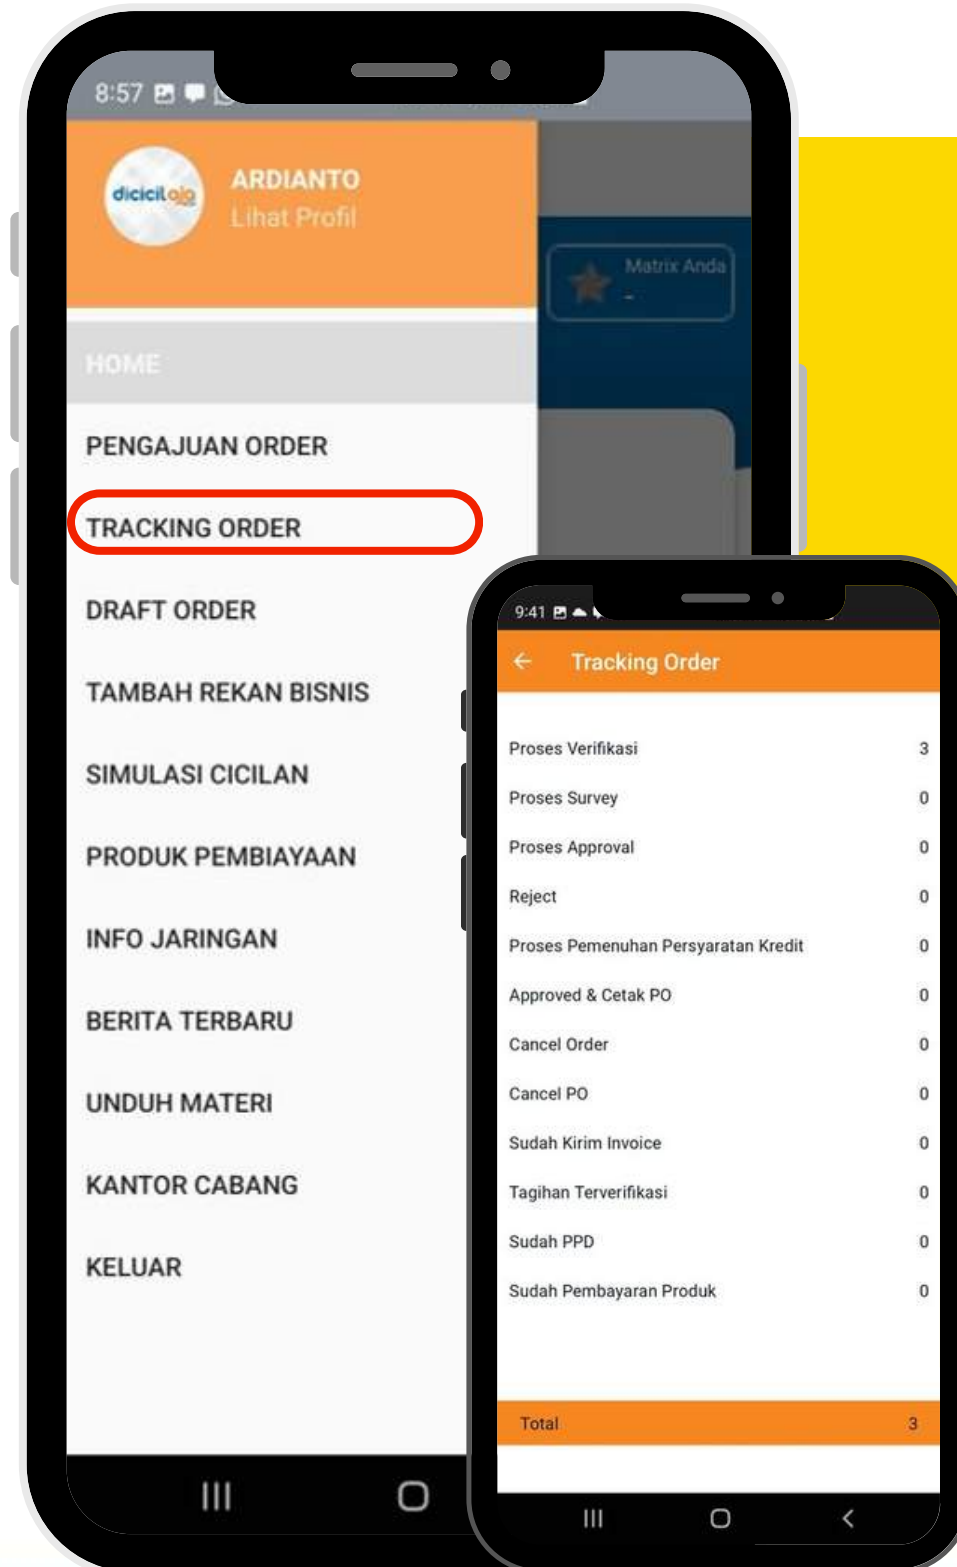 8:57
diciciloja
ARDIANTO
Lihat Profil
Matrix Anda
-
HOME
PENGAJUAN ORDER
TRACKING ORDER
DRAFT ORDER
TAMBAH REKAN BISNIS
SIMULASI CICILAN
PRODUK PEMBIAYAAN
INFO JARINGAN
BERITA TERBARU
UNDUH MATERI
KANTOR CABANG
KELUAR
9:41
Tracking Order
Proses Verifikasi 3
Proses Survey 0
Proses Approval 0
Reject 0
Proses Pemenuhan Persyaratan Kredit 0
Approved & Cetak PO 0
Cancel Order 0
Cancel PO 0
Sudah Kirim Invoice 0
Tagihan Terverifikasi 0
Sudah PPD 0
Sudah Pembayaran Produk 0
Total 3